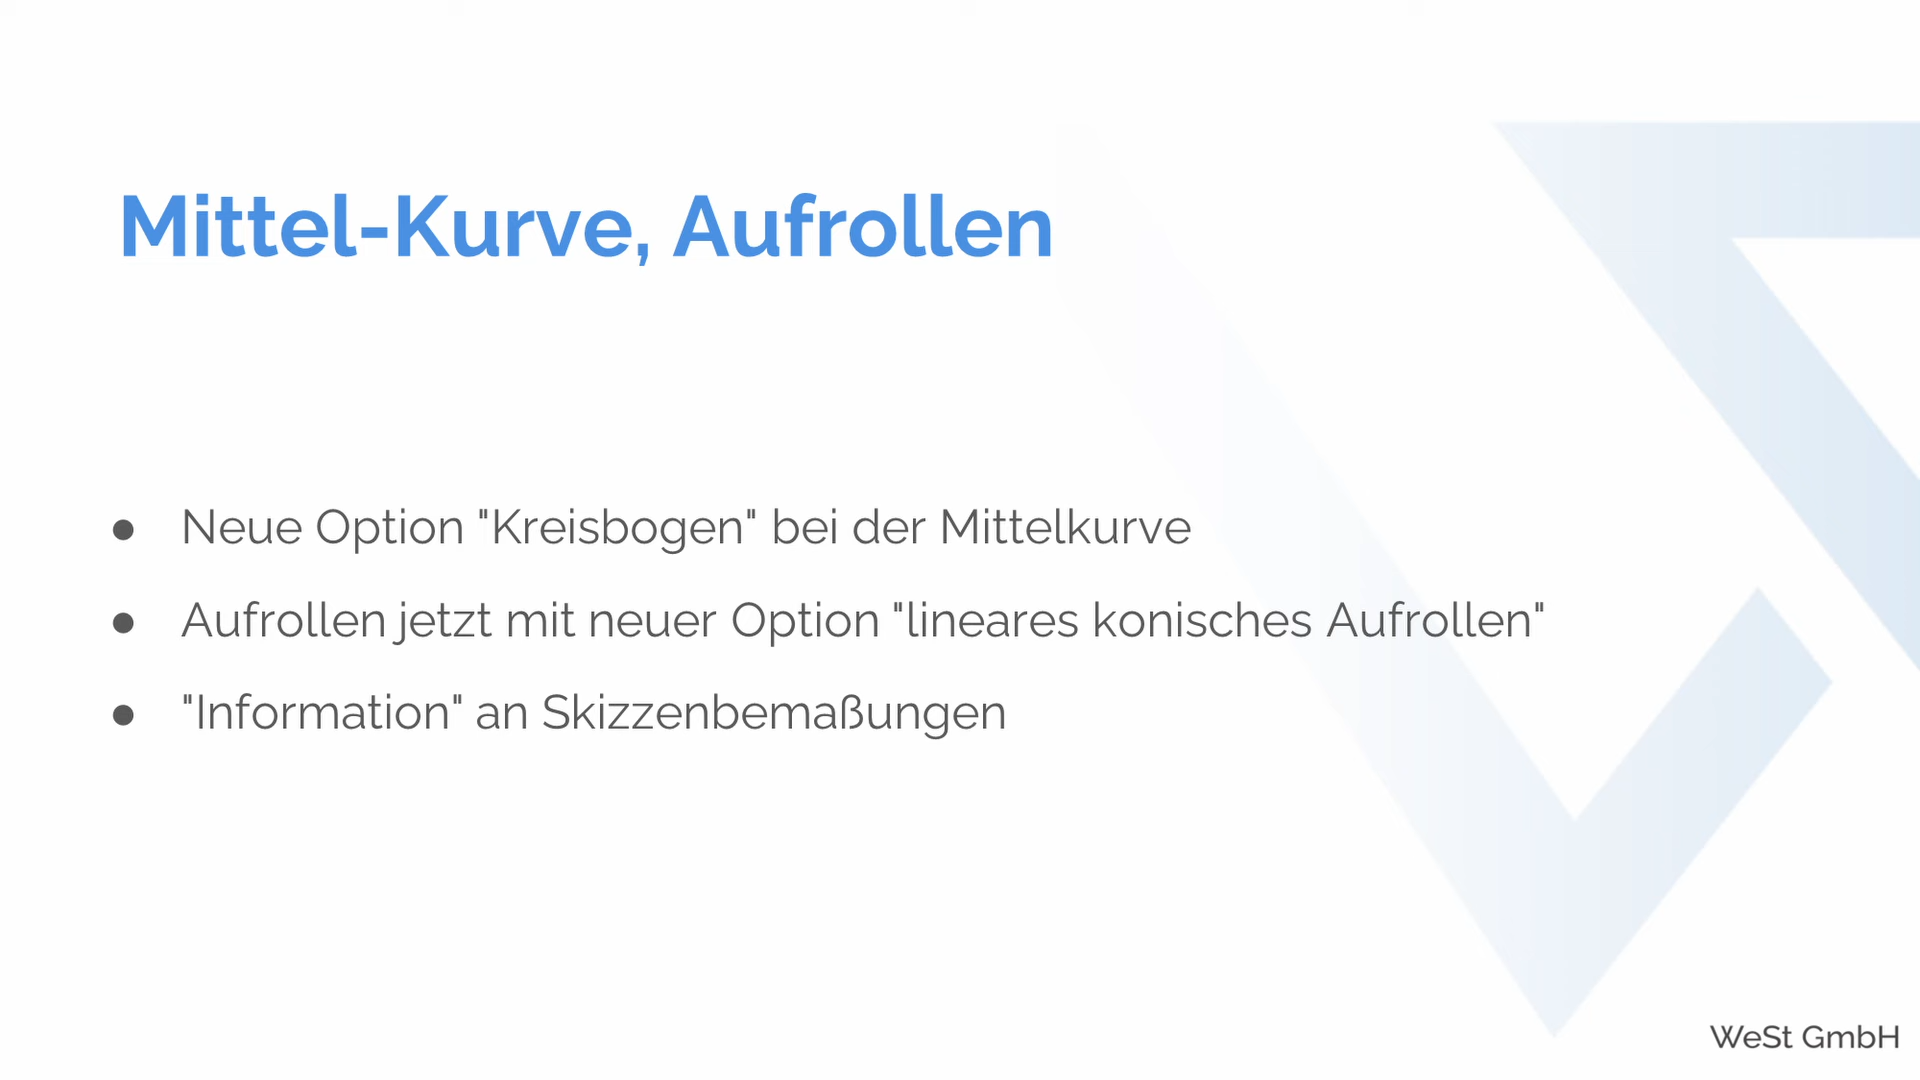 Mittel-Kurve, Aufrollen
● Neue Option "Kreisbogen" bei der Mittelkurve
● Aufrollen jetzt mit neuer Option "lineares konisches Aufrollen"
● "Information" an Skizzenbemaßungen
WeSt GmbH